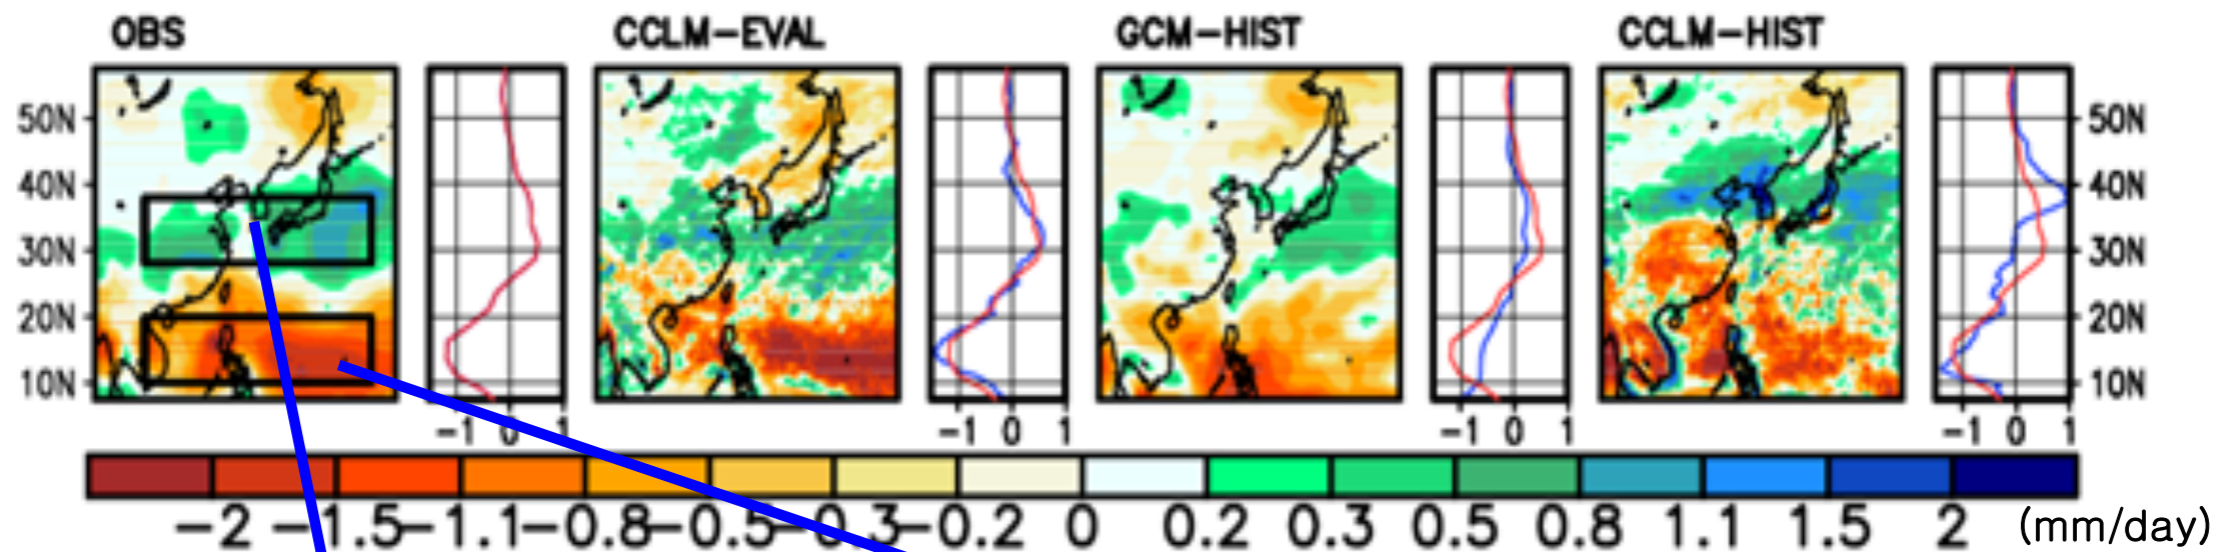 OBS CCLM-EVAL GCM-HIST CCLM-HIST
50N 50N
40N 40N
30N 30N
20N 20N
10N 10N
-1 0 1 -1 0 1 -1 0 1 -1 0 1
-2 -1.5 -1.1 -0.8 -0.5 -0.3 -0.2 0 0.2 0.3 0.5 0.8 1.1 1.5 2 (mm/day)